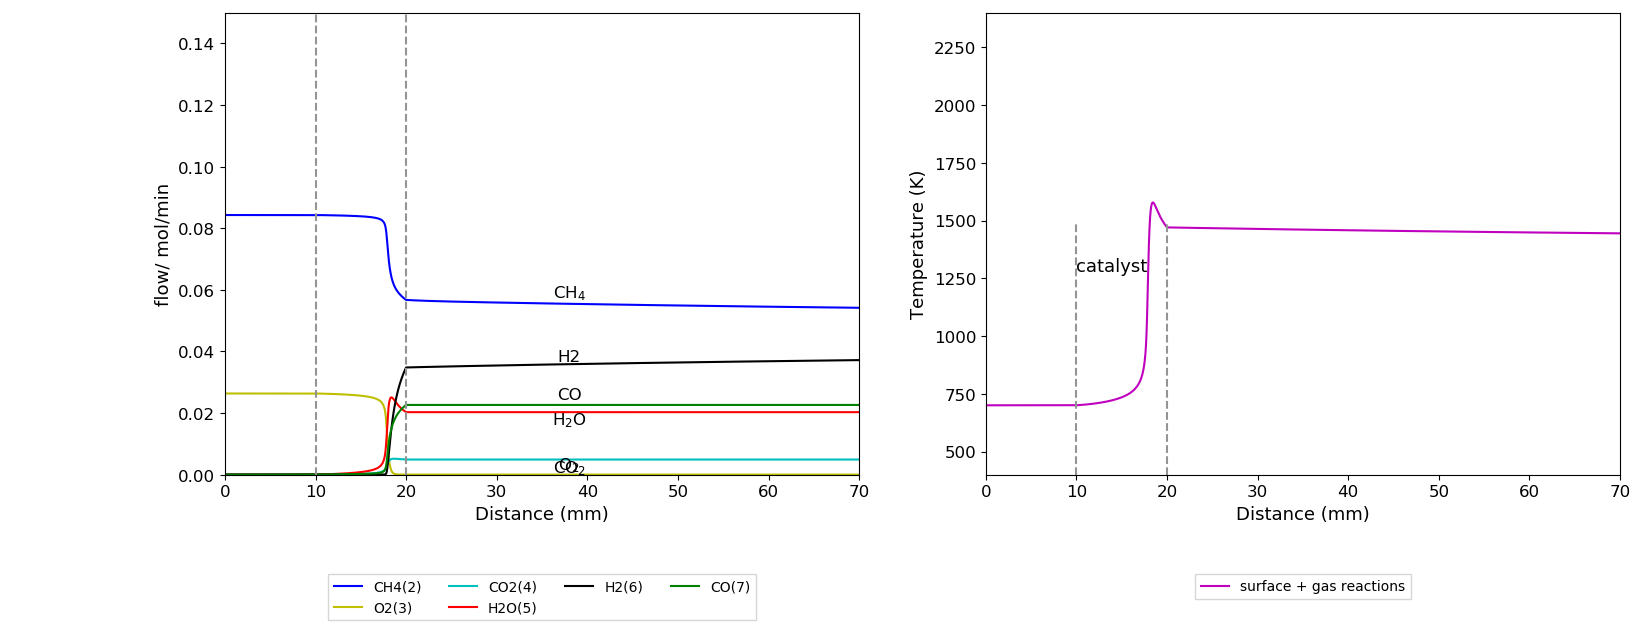 0.14
0.12
0.10
0.08
0.06
0.04
0.02
0.00
flow/ mol/min
CH₄
H2
CO
H₂O
O₂
CO₂
0 10 20 30 40 50 60 70
Distance (mm)
CH4(2) CO2(4) H2(6) CO(7)
O2(3) H2O(5)
2250
2000
1750
1500
1250
1000
750
500
Temperature (K)
catalyst
0 10 20 30 40 50 60 70
Distance (mm)
surface + gas reactions